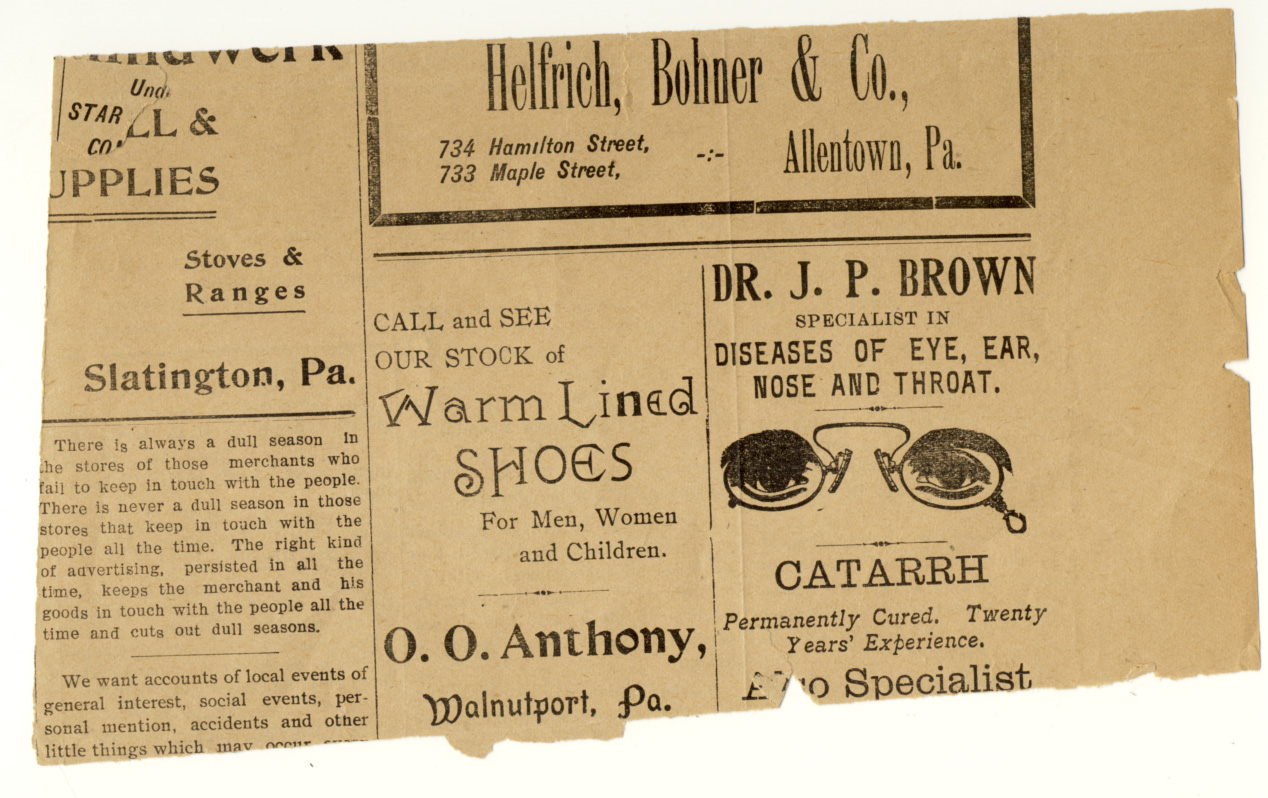 STAR
CO
LL &
UPPLIES
Stoves &
Ranges
Slatington, Pa.
There is always a dull season in
the stores of those merchants who
fail to keep in touch with the people.
There is never a dull season in those
stores that keep in touch with the
people all the time. The right kind
of advertising, persisted in all the
time, keeps the merchant and his
goods in touch with the people all the
time and cuts out dull seasons.
We want accounts of local events of
general interest, social events, per-
sonal mention, accidents and other
little things which may occur
Helfrich, Bohner & Co.,
734 Hamilton Street,
733 Maple Street,
-:-
Allentown, Pa.
CALL and SEE
OUR STOCK of
Warm Lined
SHOES
For Men, Women
and Children.
O. O. Anthony,
Walnutport, Pa.
DR. J. P. BROWN
SPECIALIST IN
DISEASES OF EYE, EAR,
NOSE AND THROAT.
CATARRH
Permanently Cured. Twenty
Years' Experience.
Also Specialist